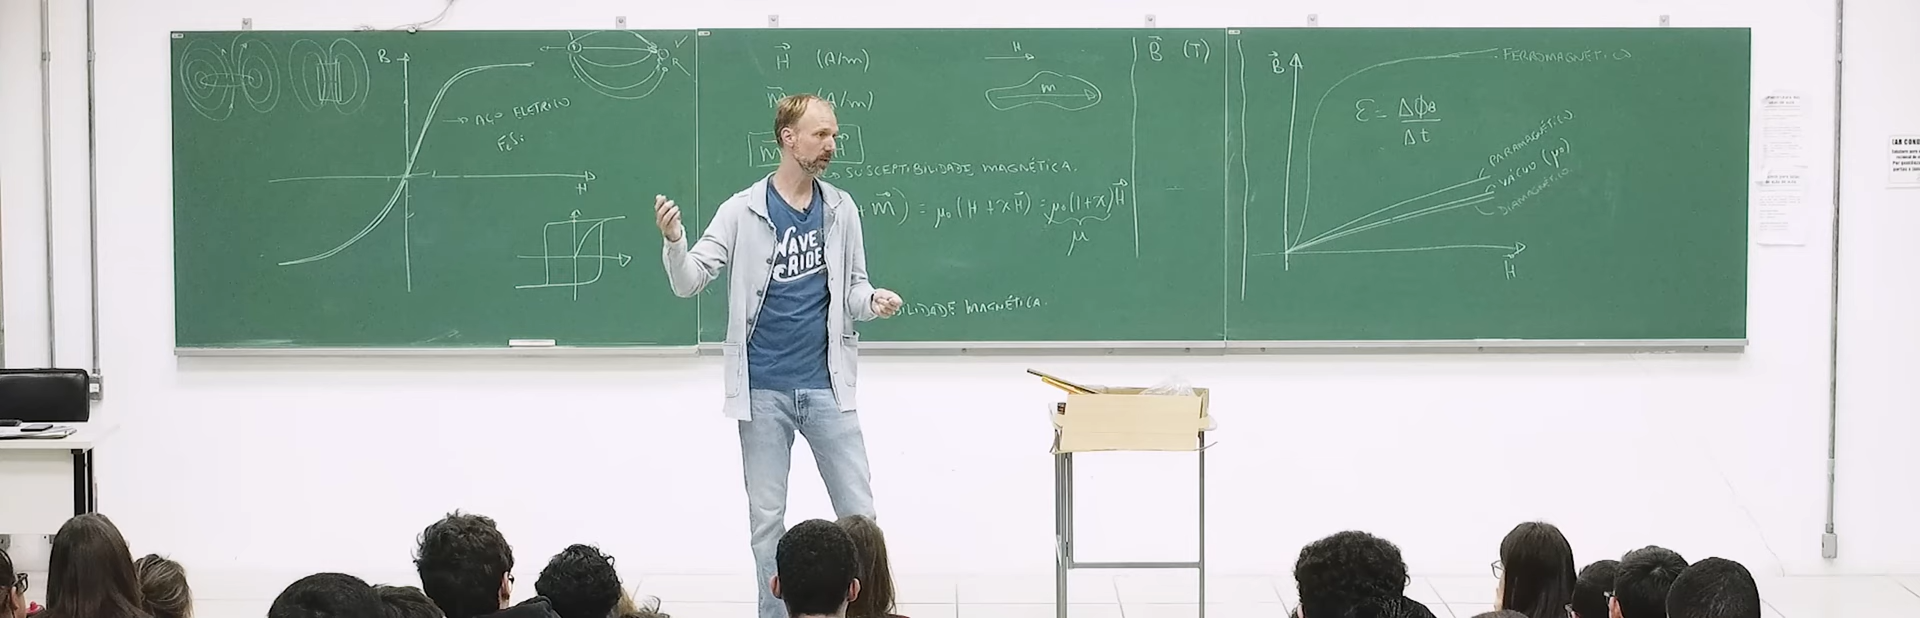 B
H
→ AÇO ELETRICO
FeSi
R
H⃗ (A/m)
H
M⃗ (A/m)
m
B⃗ (T)
SUSCEPTIBILIDADE MAGNÉTICA.
+ M⃗) = μ₀(H + χH⃗) = μ₀(1+χ)H⃗
μ
BILIDADE MAGNÉTICA.
WAVE
RIDE
B⃗
FERROMAGNÉTICO
ε = ΔΦB / Δt
PARAMAGNÉTICO
VÁCUO (μ₀)
DIAMAGNÉTICO.
H⃗